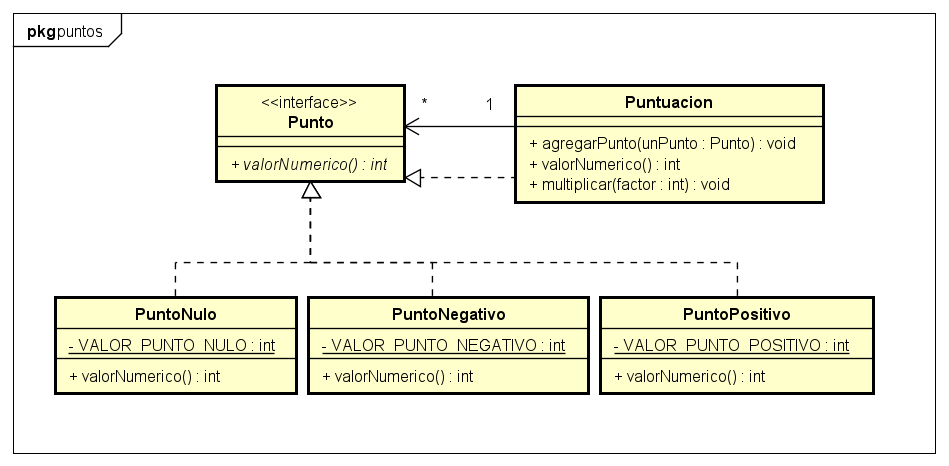 pkg puntos
<<interface>>
Punto
+ valorNumerico() : int
* 1
Puntuacion
+ agregarPunto(unPunto : Punto) : void
+ valorNumerico() : int
+ multiplicar(factor : int) : void
PuntoNulo
- VALOR_PUNTO_NULO : int
+ valorNumerico() : int
PuntoNegativo
- VALOR_PUNTO_NEGATIVO : int
+ valorNumerico() : int
PuntoPositivo
- VALOR_PUNTO_POSITIVO : int
+ valorNumerico() : int